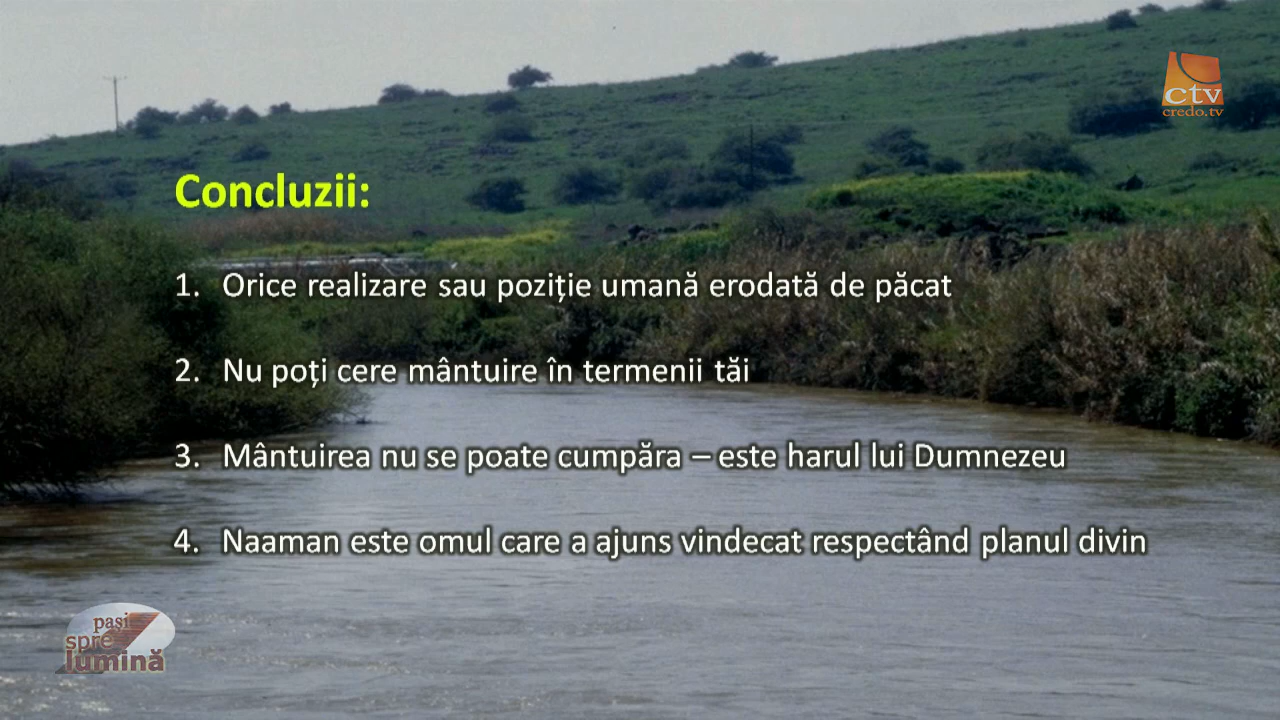 ctv
credo.tv
Concluzii:
1. Orice realizare sau poziție umană erodată de păcat
2. Nu poți cere mântuire în termenii tăi
3. Mântuirea nu se poate cumpăra – este harul lui Dumnezeu
4. Naaman este omul care a ajuns vindecat respectând planul divin
pași
spre
lumină